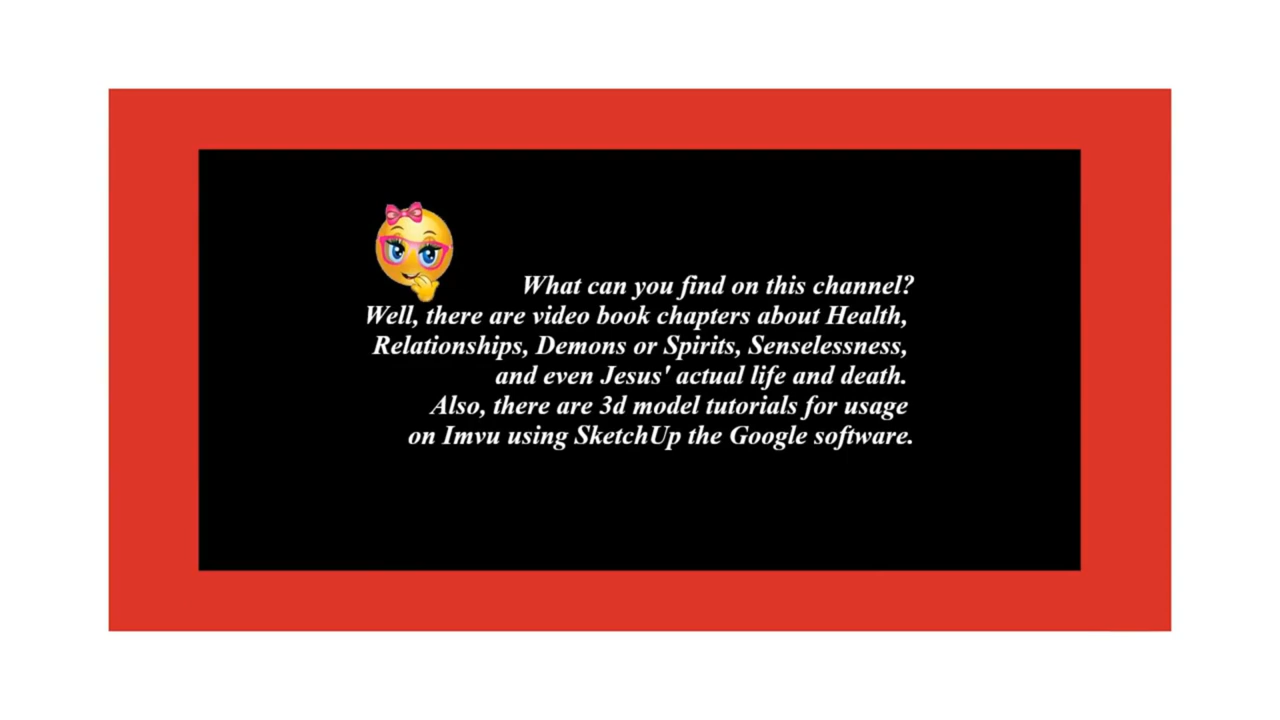 What can you find on this channel?
Well, there are video book chapters about Health,
Relationships, Demons or Spirits, Senselessness,
and even Jesus' actual life and death.
Also, there are 3d model tutorials for usage
on Imvu using SketchUp the Google software.